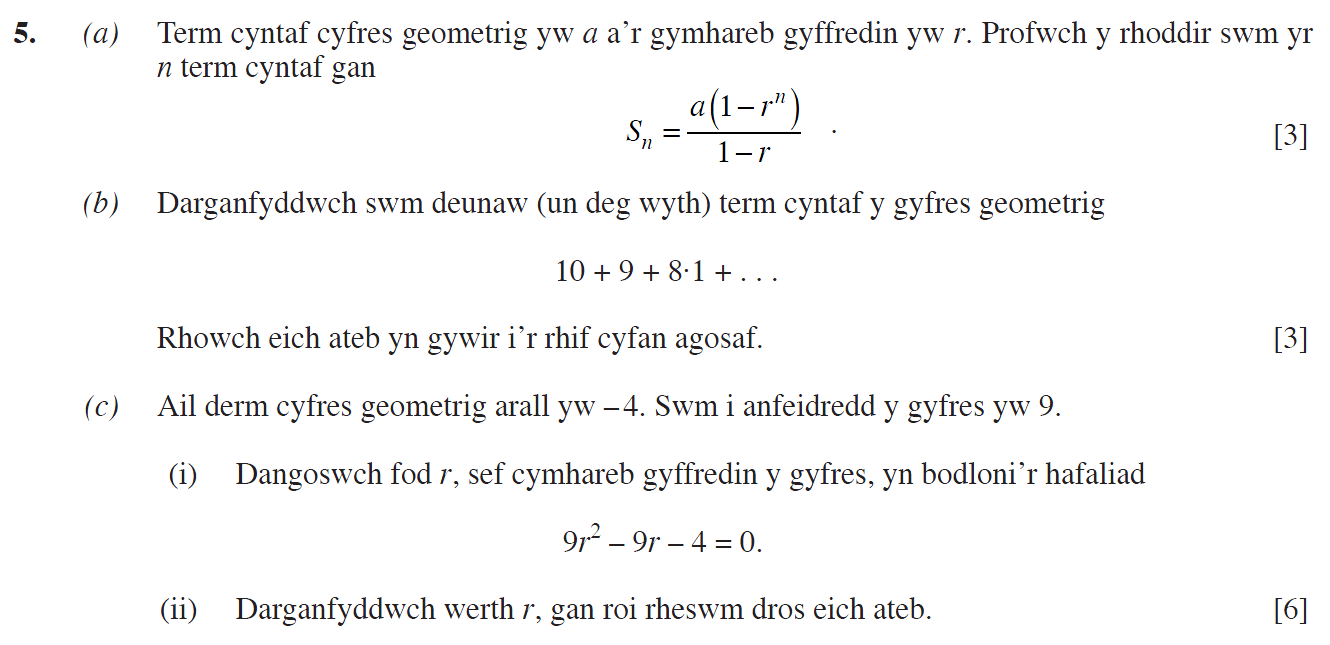 5. (a) Term cyntaf cyfres geometrig yw a a'r gymhareb gyffredin yw r. Profwch y rhoddir swm yr
n term cyntaf gan
Sₙ = a(1 – rⁿ) / (1 – r) . [3]
(b) Darganfyddwch swm deunaw (un deg wyth) term cyntaf y gyfres geometrig
10 + 9 + 8·1 + . . .
Rhowch eich ateb yn gywir i'r rhif cyfan agosaf. [3]
(c) Ail derm cyfres geometrig arall yw –4. Swm i anfeidredd y gyfres yw 9.
(i) Dangoswch fod r, sef cymhareb gyffredin y gyfres, yn bodloni'r hafaliad
9r² – 9r – 4 = 0.
(ii) Darganfyddwch werth r, gan roi rheswm dros eich ateb. [6]